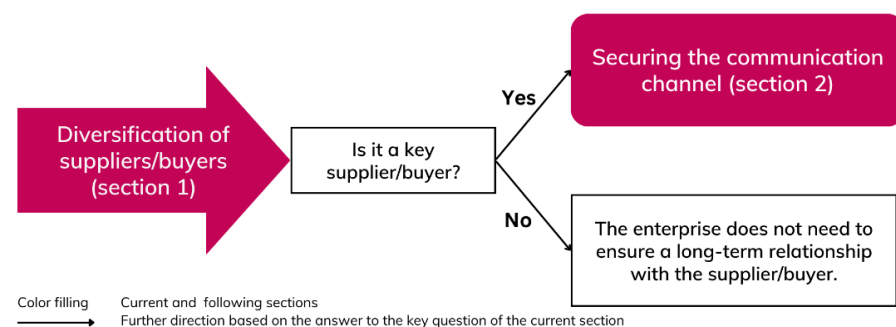 Diversification of
suppliers/buyers
(section 1)
Is it a key
supplier/buyer?
Yes
Securing the communication
channel (section 2)
No
The enterprise does not need to
ensure a long-term relationship
with the supplier/buyer.
Color filling
Current and following sections
Further direction based on the answer to the key question of the current section